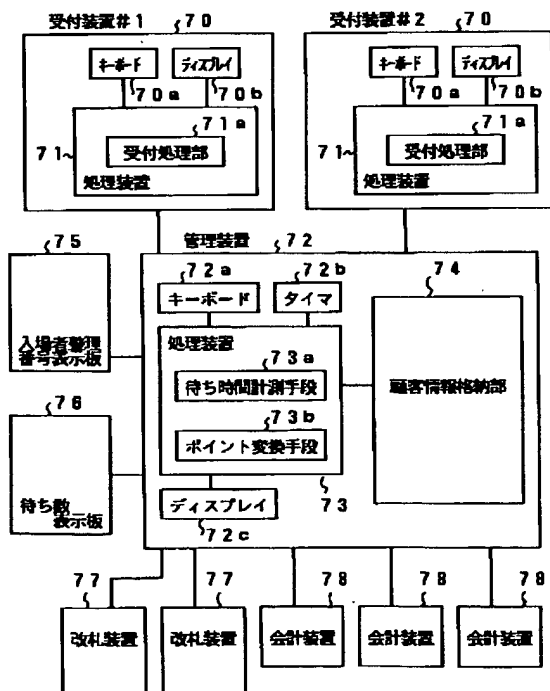 受付装置#1 70
受付装置#2 70
キーボード ディスプレイ
キーボード ディスプレイ
70a 70b
70a 70b
71a
71a
71 受付処理部
71 受付処理部
処理装置
処理装置
75
管理装置 72
74
72a 72b
キーボード タイマ
入場者整理
番号表示板
処理装置
73a
待ち時間計測手段
顧客情報格納部
73b
ポイント変換手段
76
待ち数
表示板
73
ディスプレイ
72c
77 77 78 78 78
改札装置 改札装置 会計装置 会計装置 会計装置